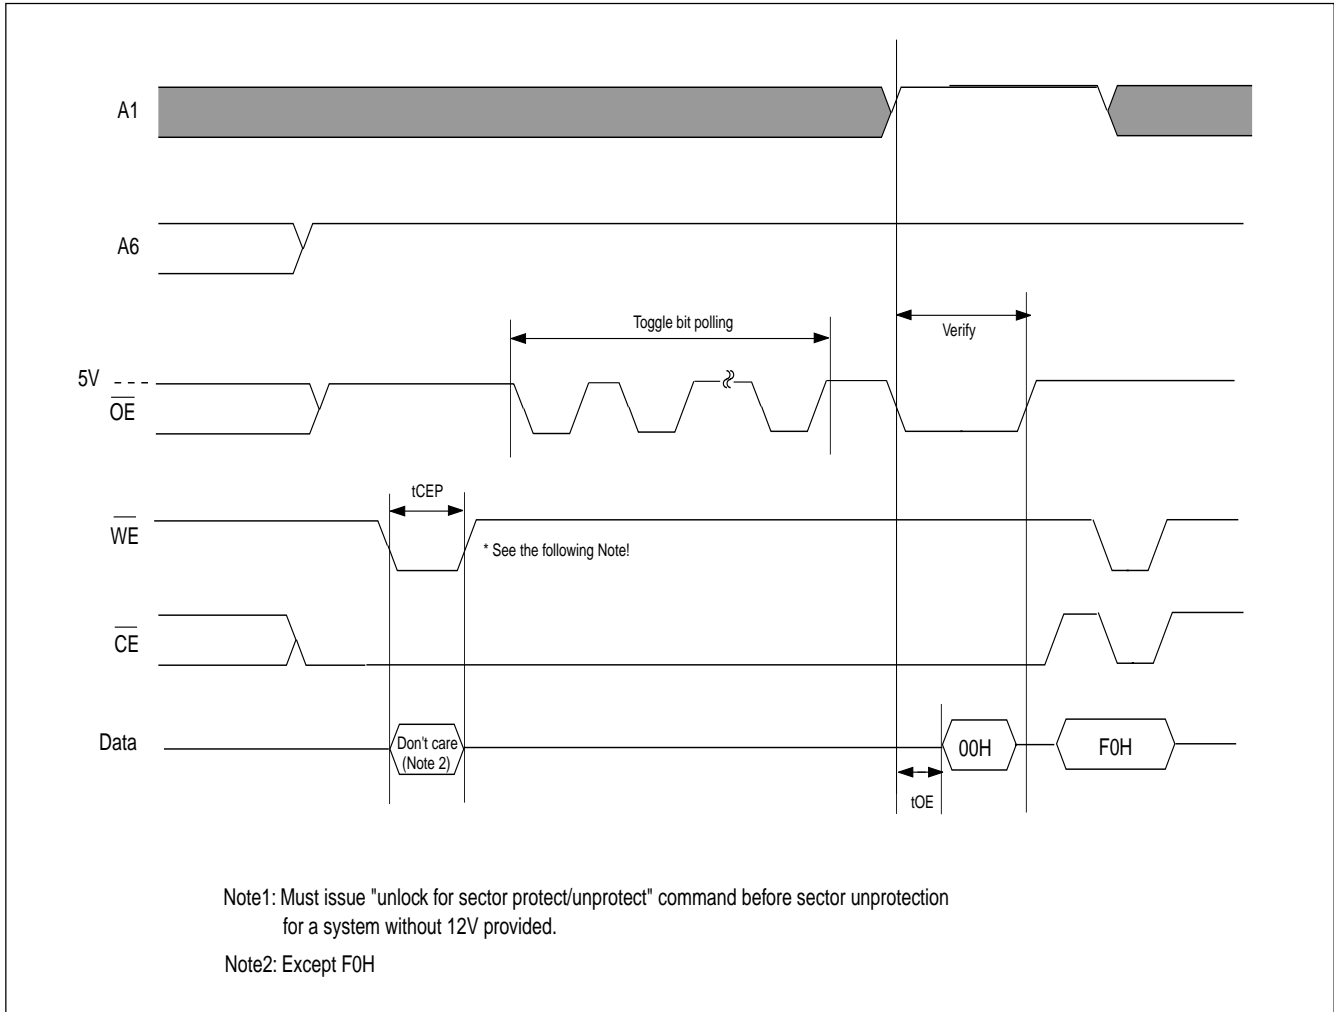 A1
A6
Toggle bit polling
Verify
5V
OE
tCEP
WE
* See the following Note!
CE
Data
Don't care
(Note 2)
00H
F0H
tOE
Note1: Must issue "unlock for sector protect/unprotect" command before sector unprotection
for a system without 12V provided.
Note2: Except F0H